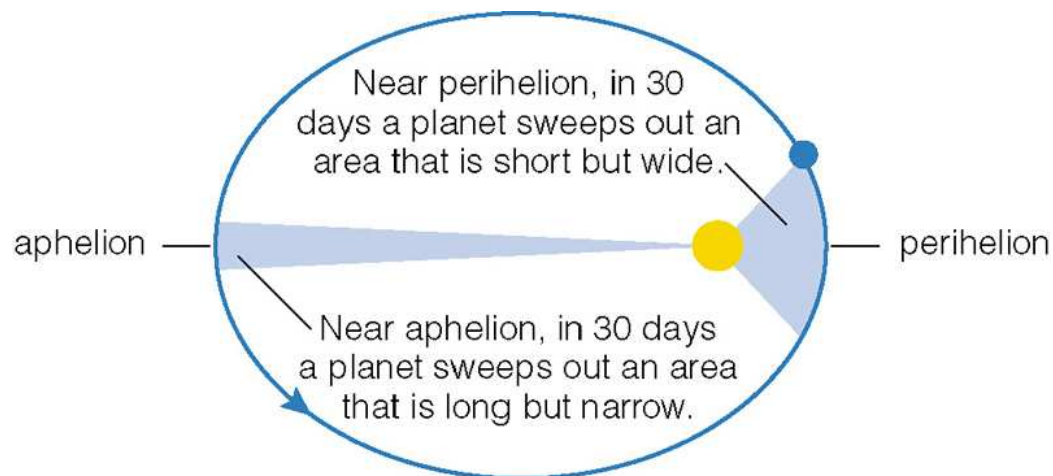 Near perihelion, in 30
days a planet sweeps out an
area that is short but wide.
aphelion
perihelion
Near aphelion, in 30 days
a planet sweeps out an area
that is long but narrow.